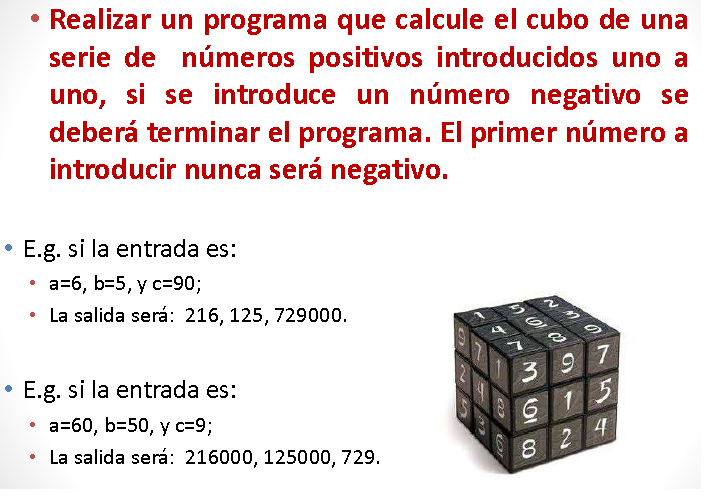 • Realizar un programa que calcule el cubo de una
serie de números positivos introducidos uno a
uno, si se introduce un número negativo se
deberá terminar el programa. El primer número a
introducir nunca será negativo.
• E.g. si la entrada es:
• a=6, b=5, y c=90;
• La salida será: 216, 125, 729000.
• E.g. si la entrada es:
• a=60, b=50, y c=9;
• La salida será: 216000, 125000, 729.
3 9 7
6 1 5
8 2 4